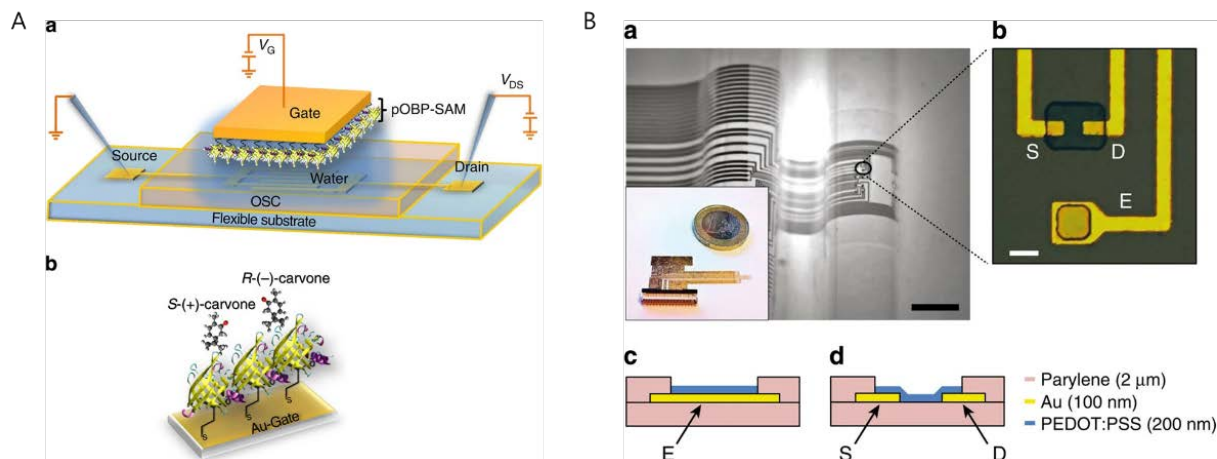 A
a
V_G
V_DS
Gate
pOBP-SAM
Source
Water
Drain
OSC
Flexible substrate
b
R-(–)-carvone
S-(+)-carvone
S
S
S
Au-Gate
B
a
b
S
D
E
c
d
Parylene (2 μm)
Au (100 nm)
PEDOT:PSS (200 nm)
E
S
D